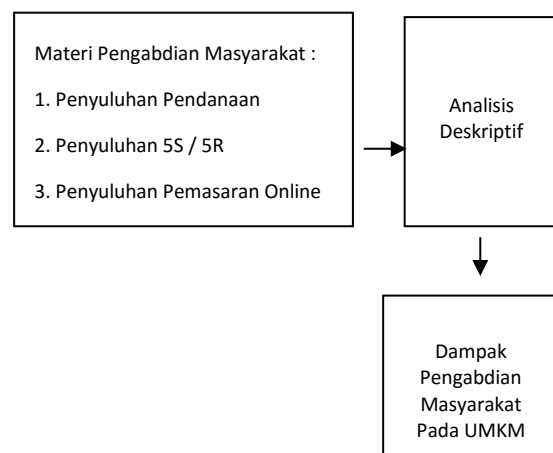 Materi Pengabdian Masyarakat :
1. Penyuluhan Pendanaan
2. Penyuluhan 5S / 5R
3. Penyuluhan Pemasaran Online
Analisis
Deskriptif
Dampak
Pengabdian
Masyarakat
Pada UMKM